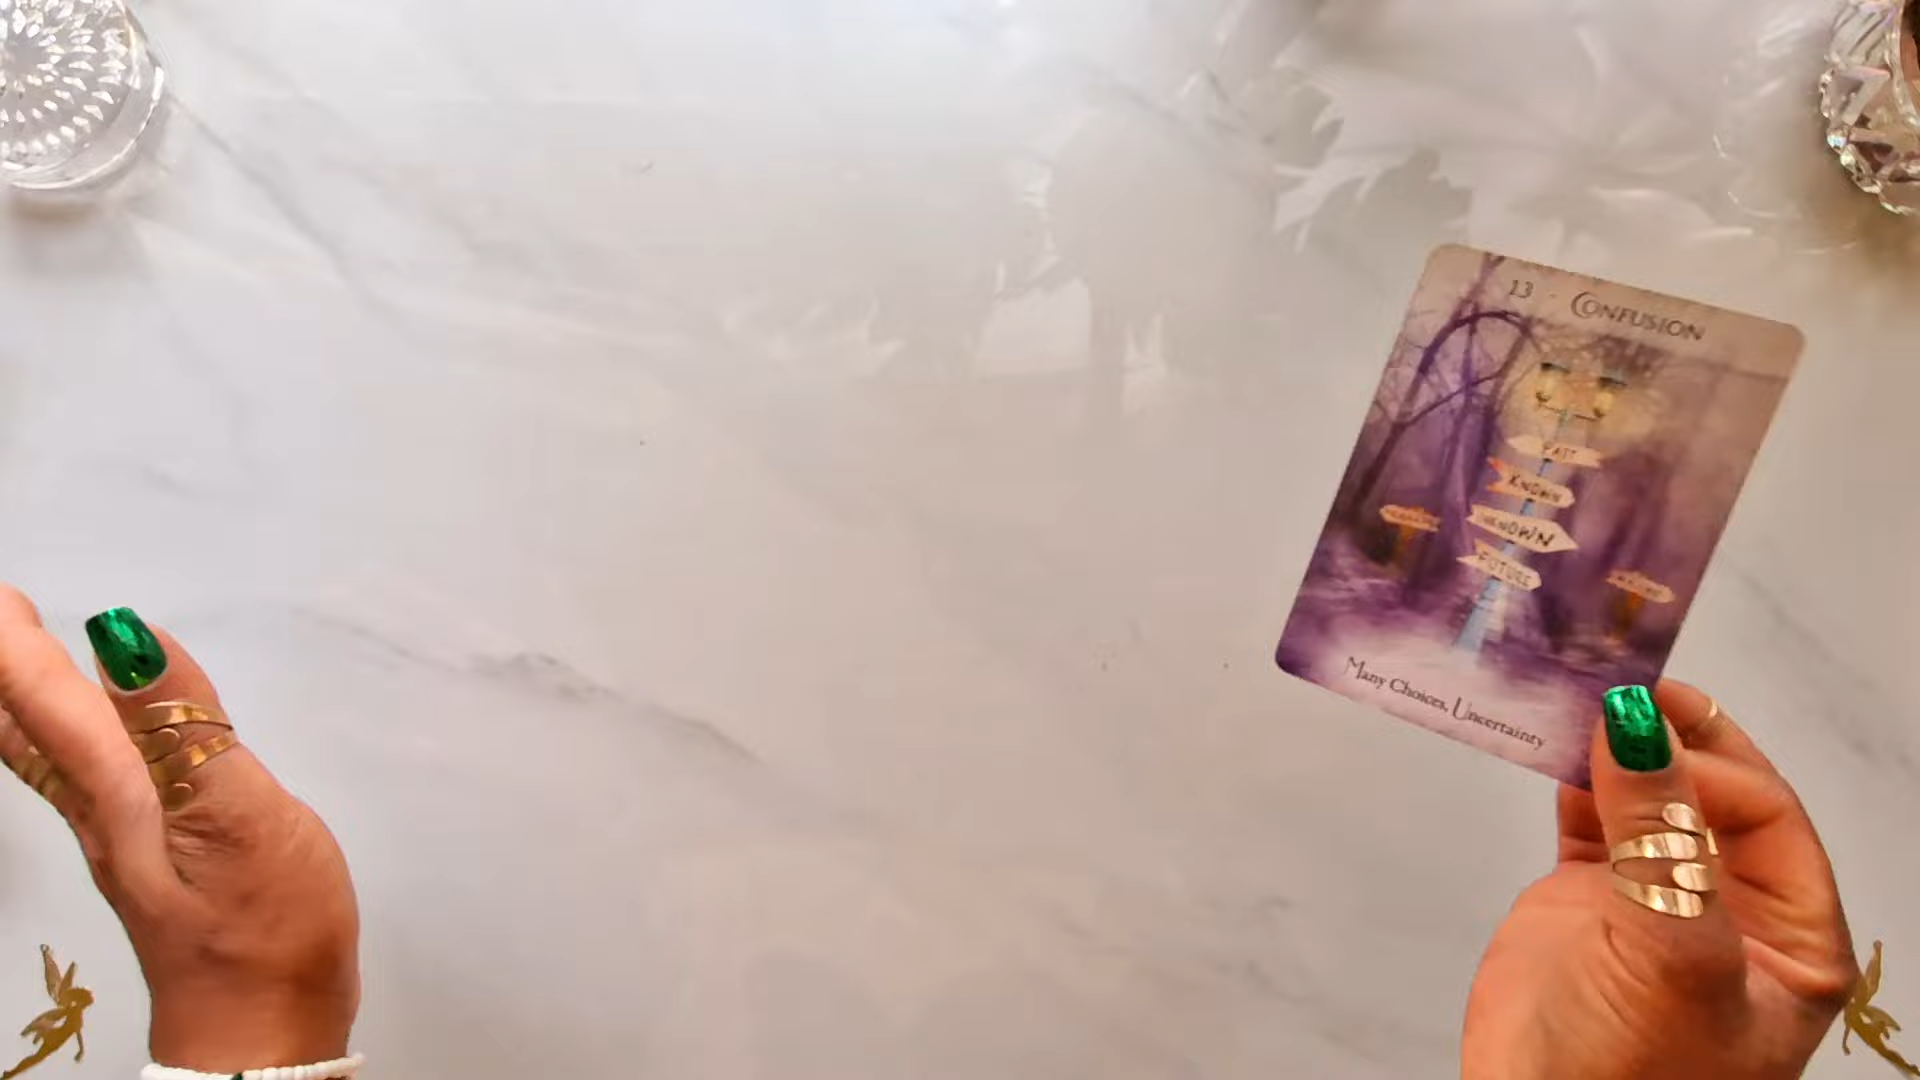 13 · CONFUSION
PAST
KNOWN
UNKNOWN
FUTURE
Many Choices, Uncertainty